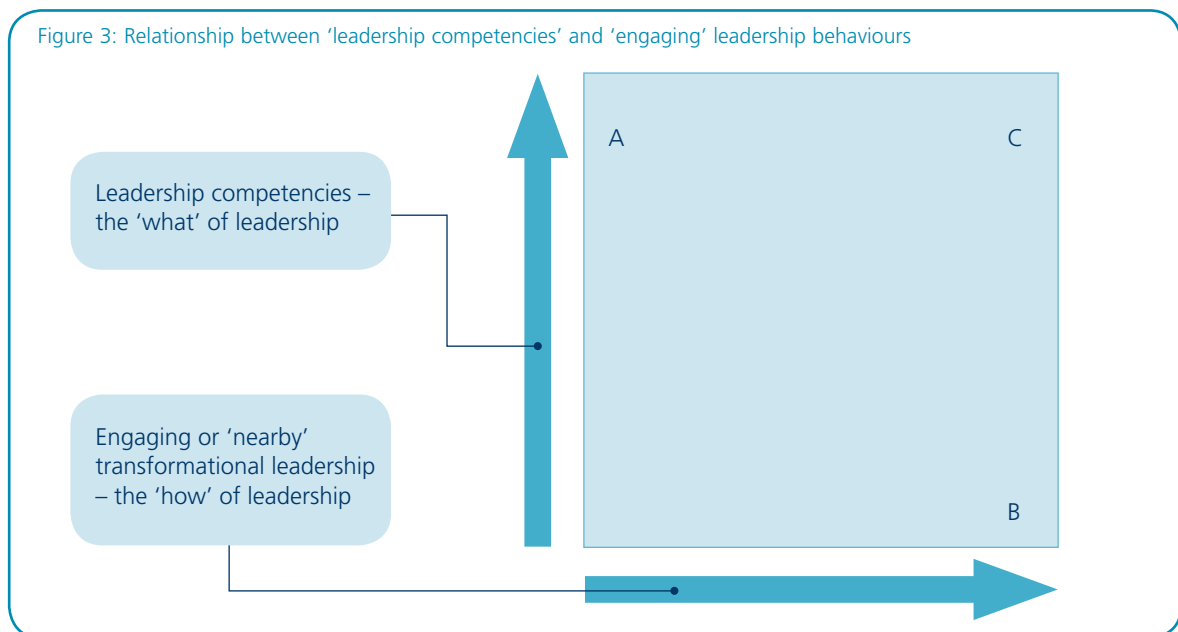 Figure 3: Relationship between ‘leadership competencies’ and ‘engaging’ leadership behaviours
A
C
Leadership competencies –
the ‘what’ of leadership
Engaging or ‘nearby’
transformational leadership
– the ‘how’ of leadership
B